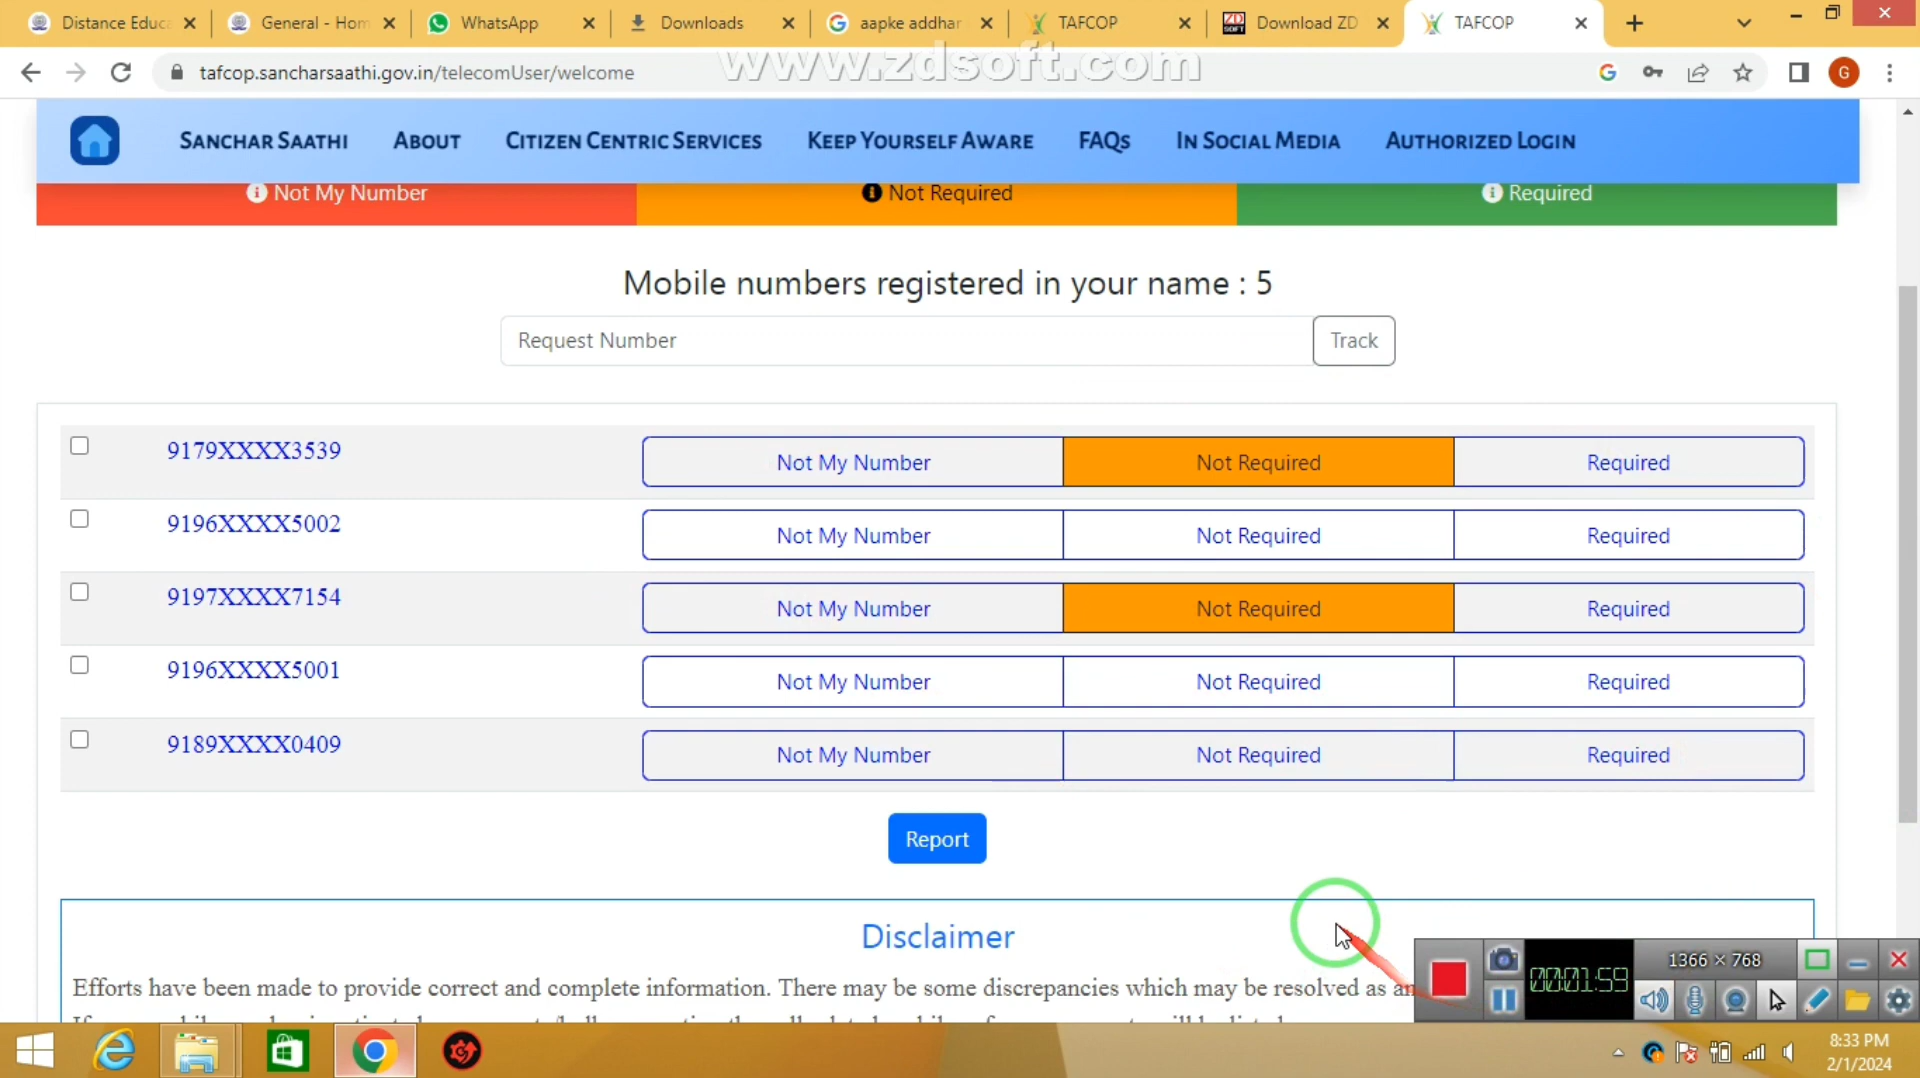 Distance Educa
General - Hom
WhatsApp
Downloads
aapke addhar
TAFCOP
Download ZD
TAFCOP
tafcop.sancharsaathi.gov.in/telecomUser/welcome
www.zdsoft.com
G
SANCHAR SAATHI
ABOUT
CITIZEN CENTRIC SERVICES
KEEP YOURSELF AWARE
FAQs
IN SOCIAL MEDIA
AUTHORIZED LOGIN
Not My Number
Not Required
Required
Mobile numbers registered in your name : 5
Request Number
Track
9179XXXX3539
Not My Number
Not Required
Required
9196XXXX5002
Not My Number
Not Required
Required
9197XXXX7154
Not My Number
Not Required
Required
9196XXXX5001
Not My Number
Not Required
Required
9189XXXX0409
Not My Number
Not Required
Required
Report
Disclaimer
Efforts have been made to provide correct and complete information. There may be some discrepancies which may be resolved as an
00:01:59
1366 × 768
8:33 PM
2/1/2024